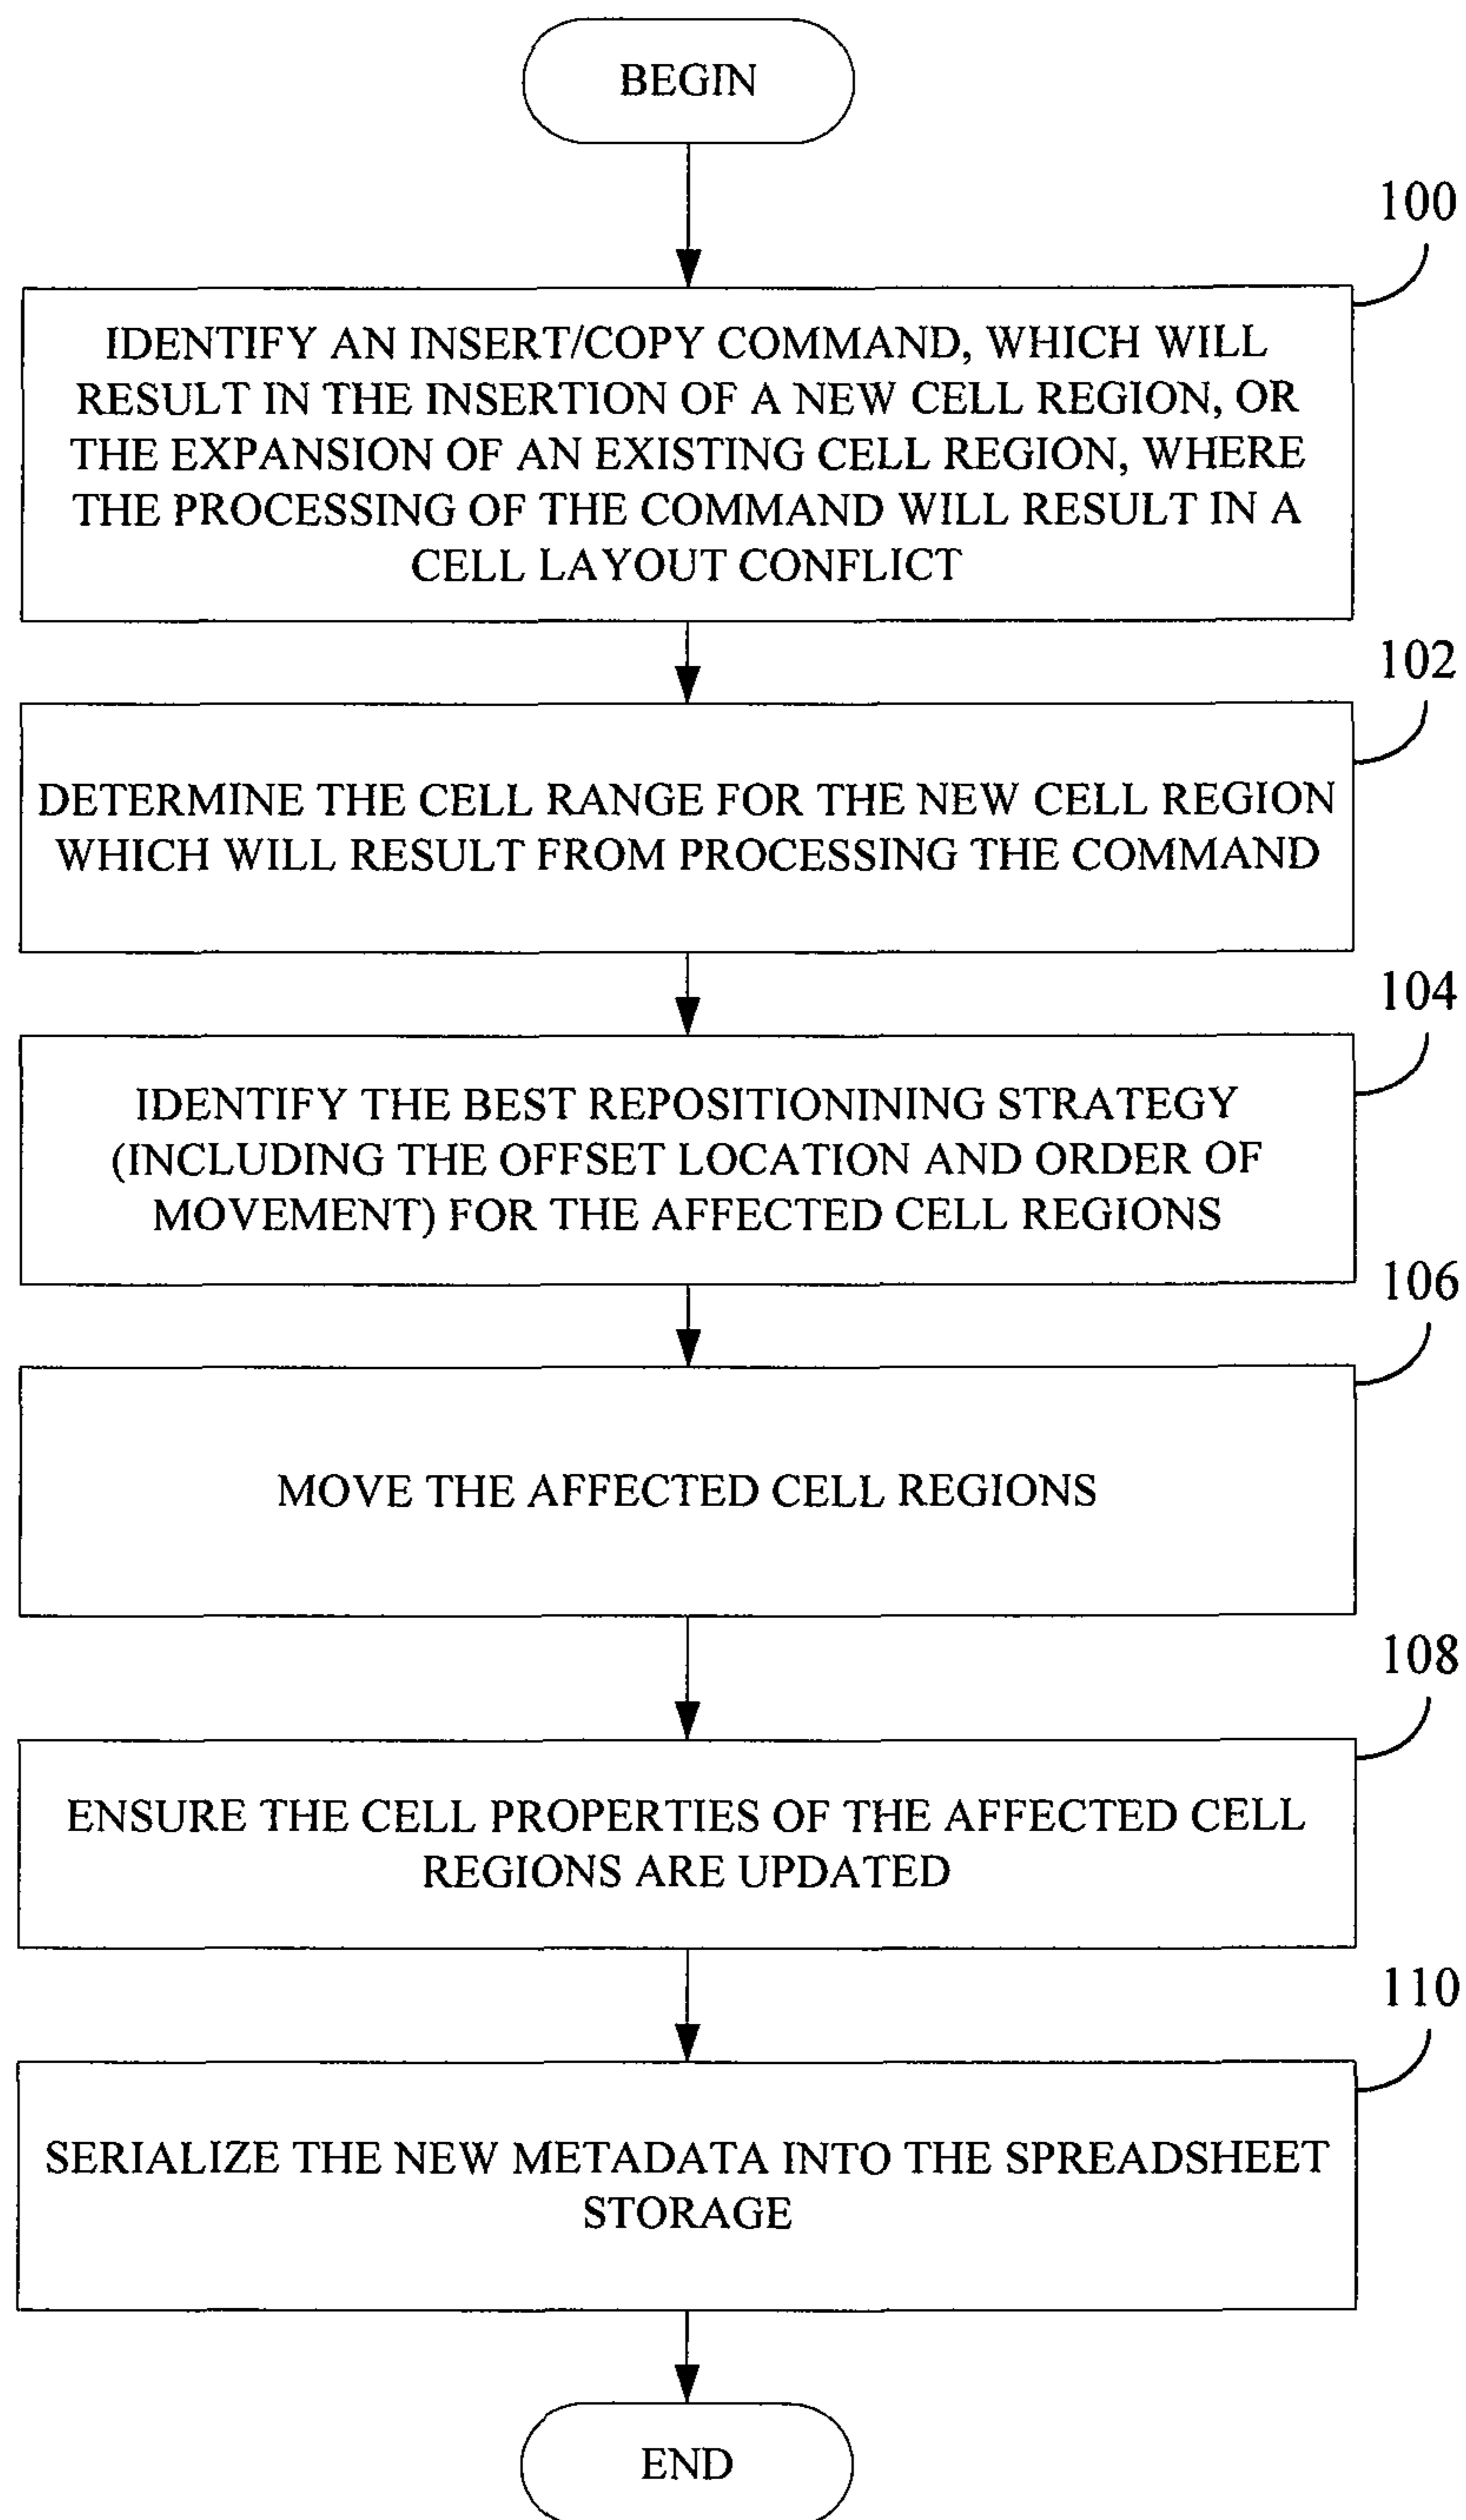 BEGIN
100
IDENTIFY AN INSERT/COPY COMMAND, WHICH WILL
RESULT IN THE INSERTION OF A NEW CELL REGION, OR
THE EXPANSION OF AN EXISTING CELL REGION, WHERE
THE PROCESSING OF THE COMMAND WILL RESULT IN A
CELL LAYOUT CONFLICT
102
DETERMINE THE CELL RANGE FOR THE NEW CELL REGION
WHICH WILL RESULT FROM PROCESSING THE COMMAND
104
IDENTIFY THE BEST REPOSITIONINING STRATEGY
(INCLUDING THE OFFSET LOCATION AND ORDER OF
MOVEMENT) FOR THE AFFECTED CELL REGIONS
106
MOVE THE AFFECTED CELL REGIONS
108
ENSURE THE CELL PROPERTIES OF THE AFFECTED CELL
REGIONS ARE UPDATED
110
SERIALIZE THE NEW METADATA INTO THE SPREADSHEET
STORAGE
END